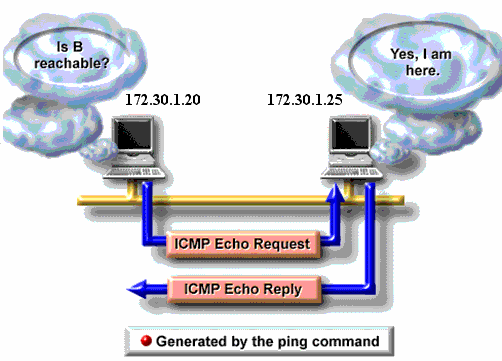 Is B
reachable?
Yes, I am
here.
172.30.1.20
172.30.1.25
ICMP Echo Request
ICMP Echo Reply
Generated by the ping command